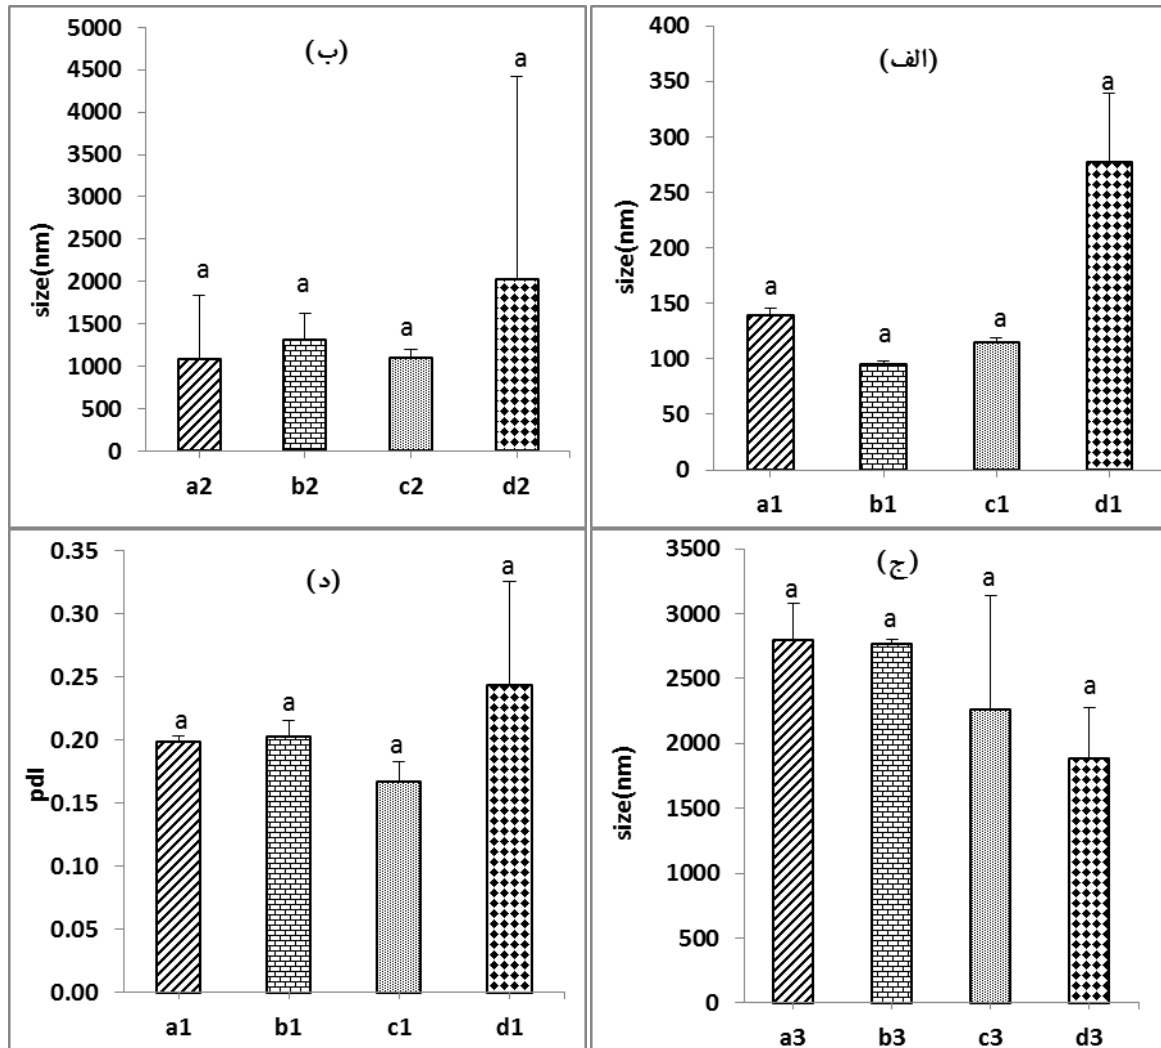 (الف)
400
350
300
250
200
150
100
50
0
size(nm)
a a a a
a1 b1 c1 d1
(ب)
5000
4500
4000
3500
3000
2500
2000
1500
1000
500
0
size(nm)
a a a a
a2 b2 c2 d2
(ج)
3500
3000
2500
2000
1500
1000
500
0
size(nm)
a a a a
a3 b3 c3 d3
(د)
0.35
0.30
0.25
0.20
0.15
0.10
0.05
0.00
pdI
a a a a
a1 b1 c1 d1